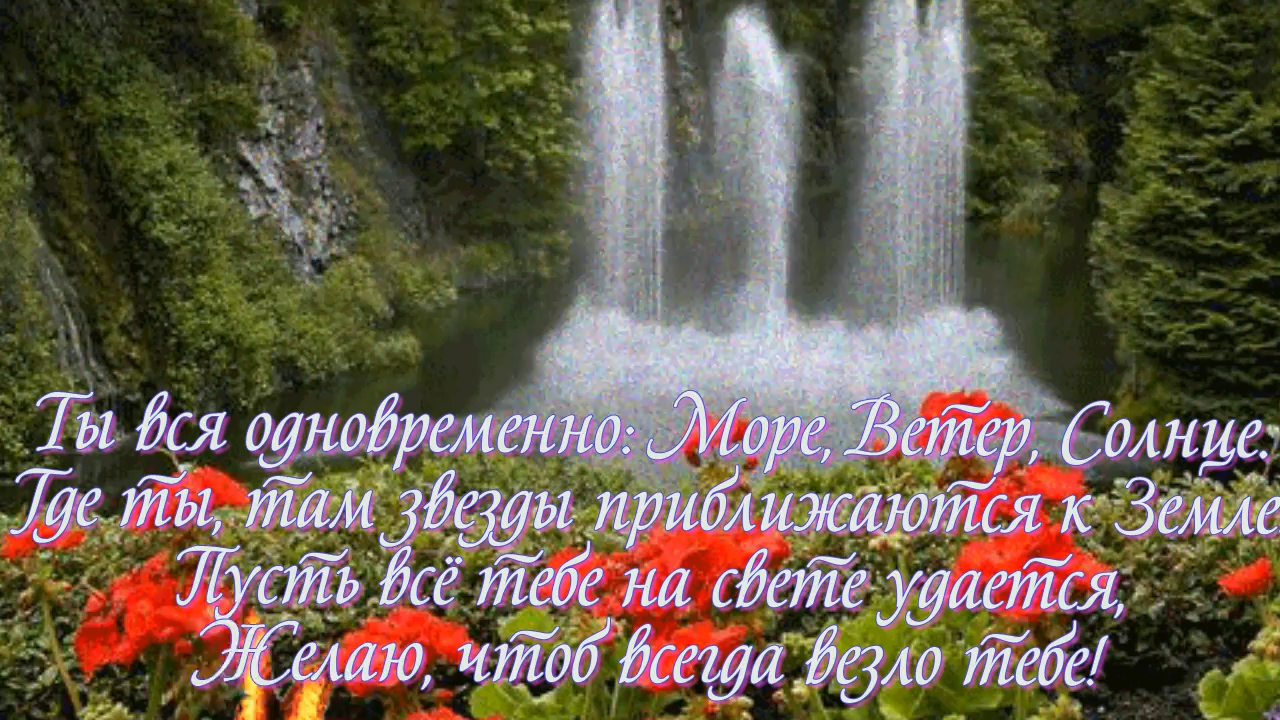 Ты вся одновременно: Море, Ветер, Солнце.
Где ты, там звезды приближаются к Земле
Пусть всё тебе на свете удается,
Желаю, чтоб всегда везло тебе!